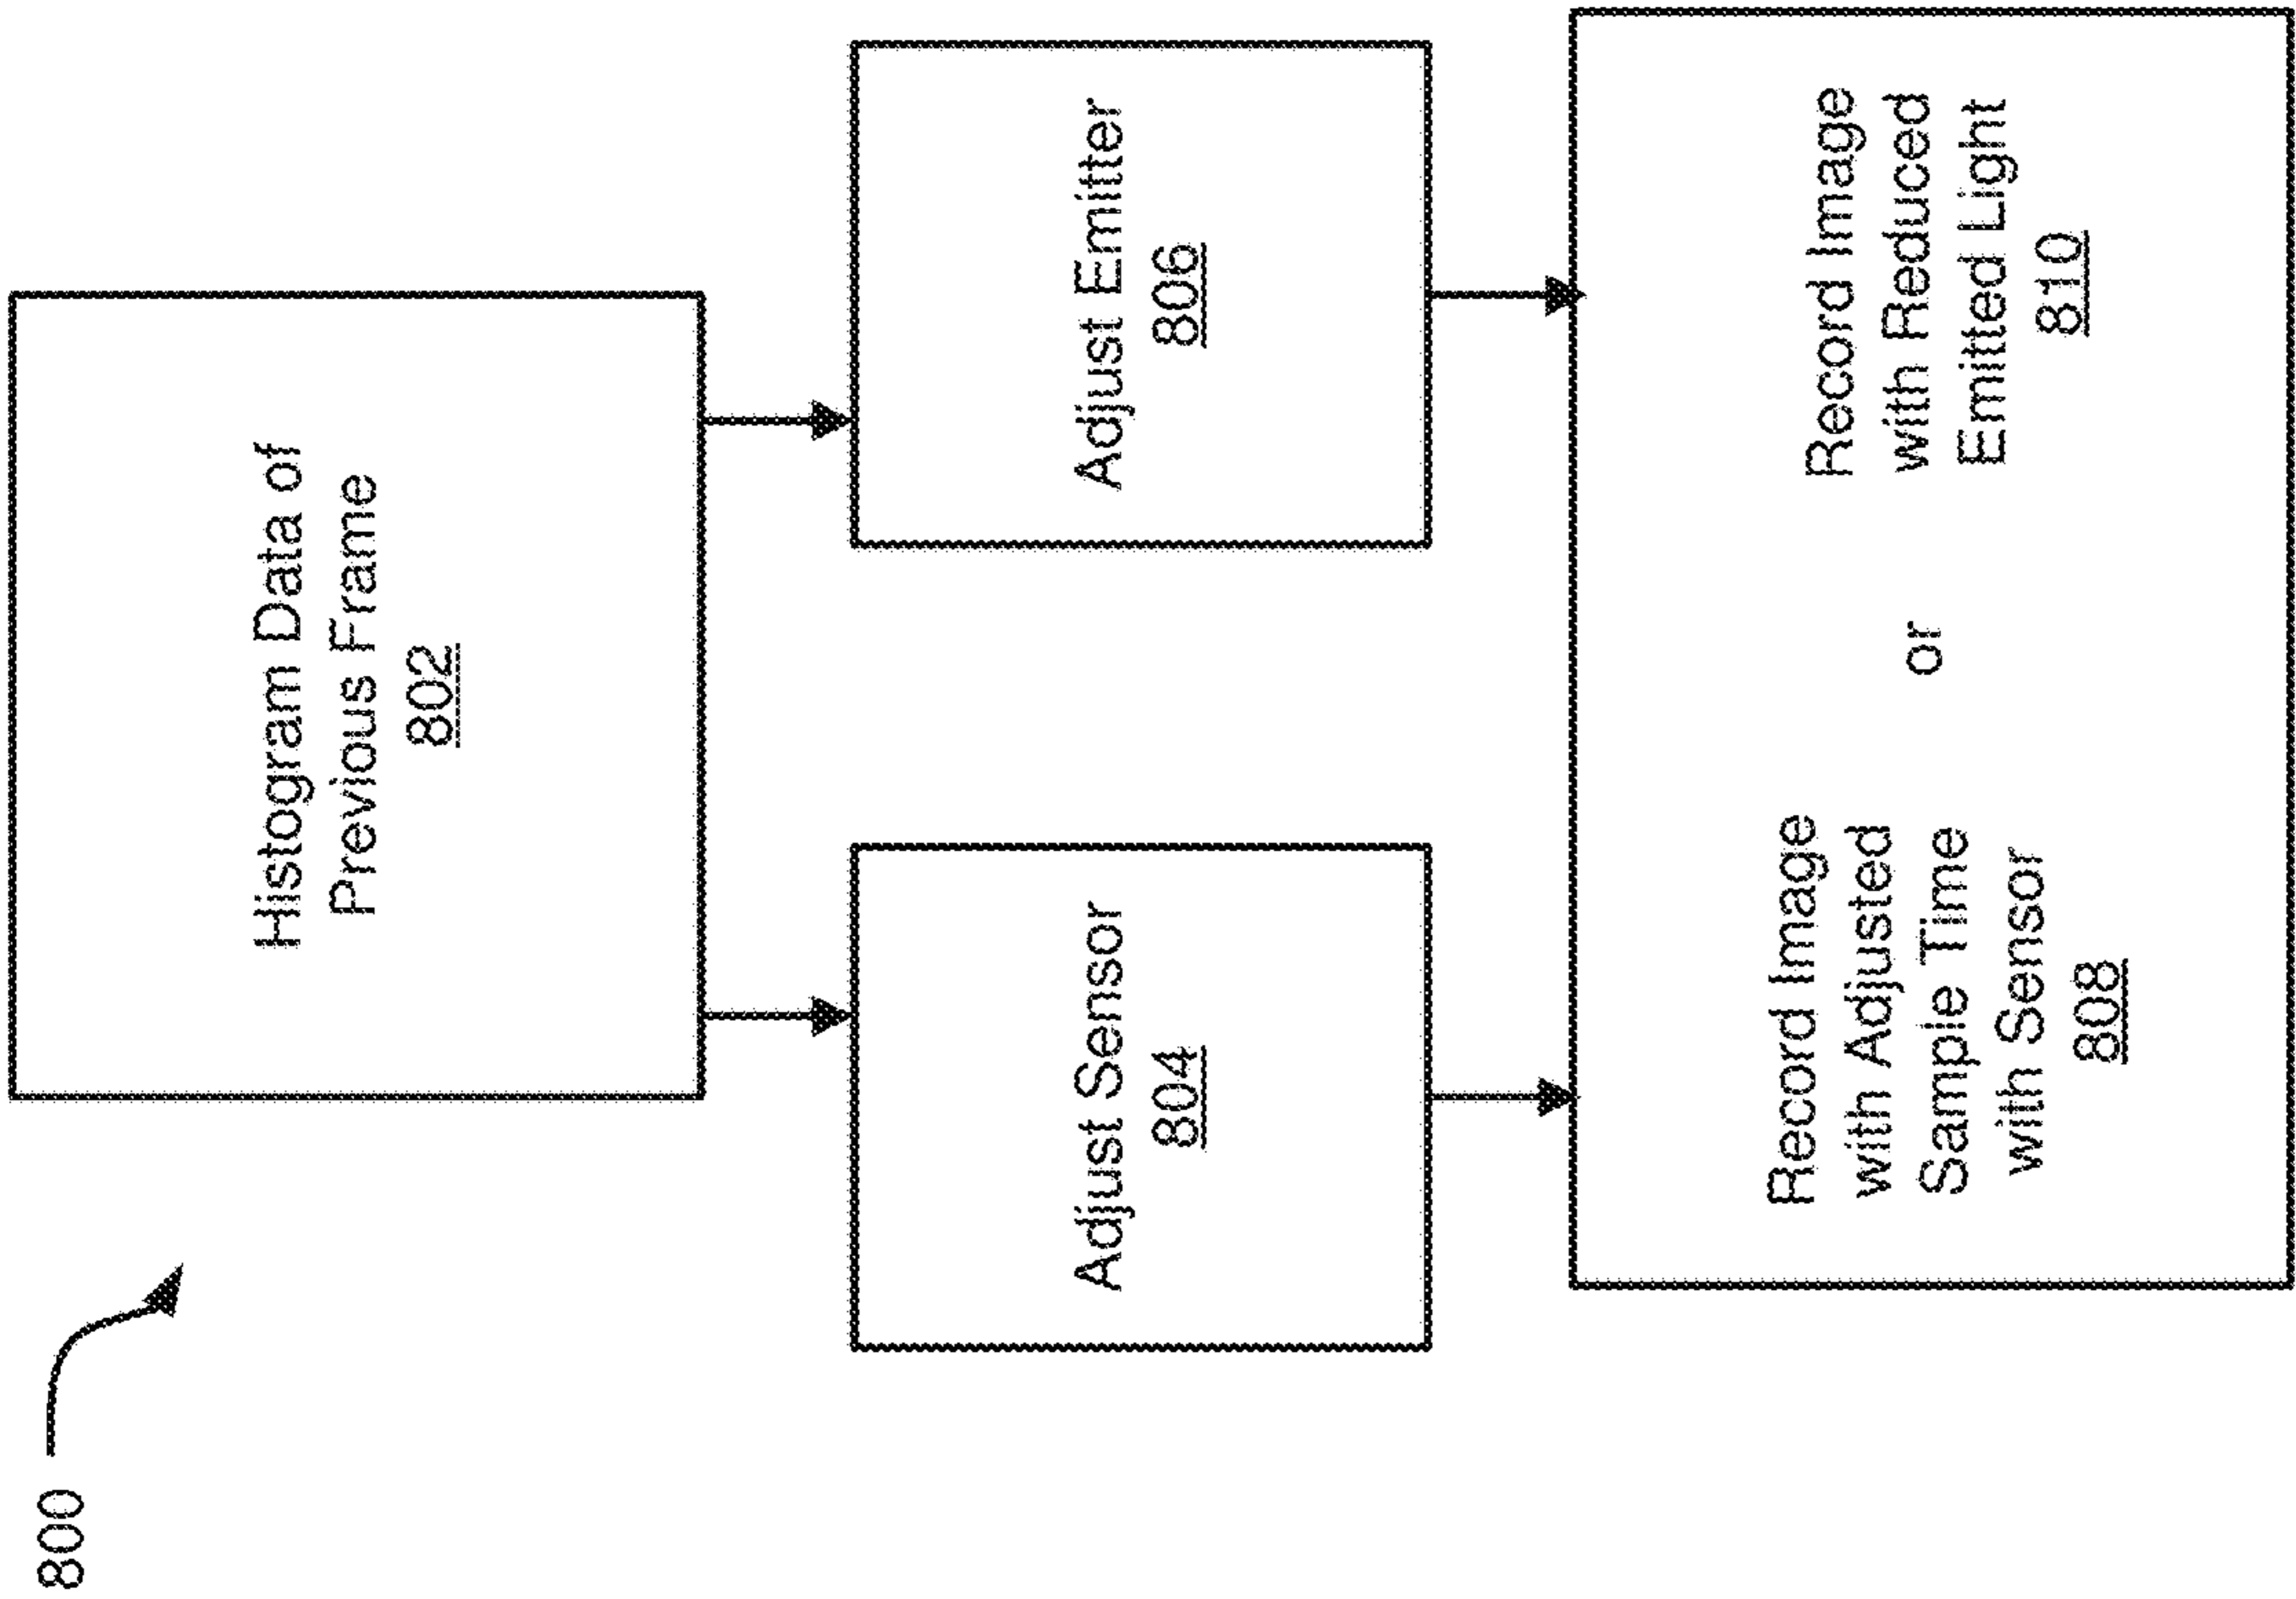 800
Histogram Data of
Previous Frame
802
Adjust Sensor
804
Adjust Emitter
806
Record Image
with Adjusted
Sample Time
with Sensor
808
or
Record Image
with Reduced
Emitted Light
810